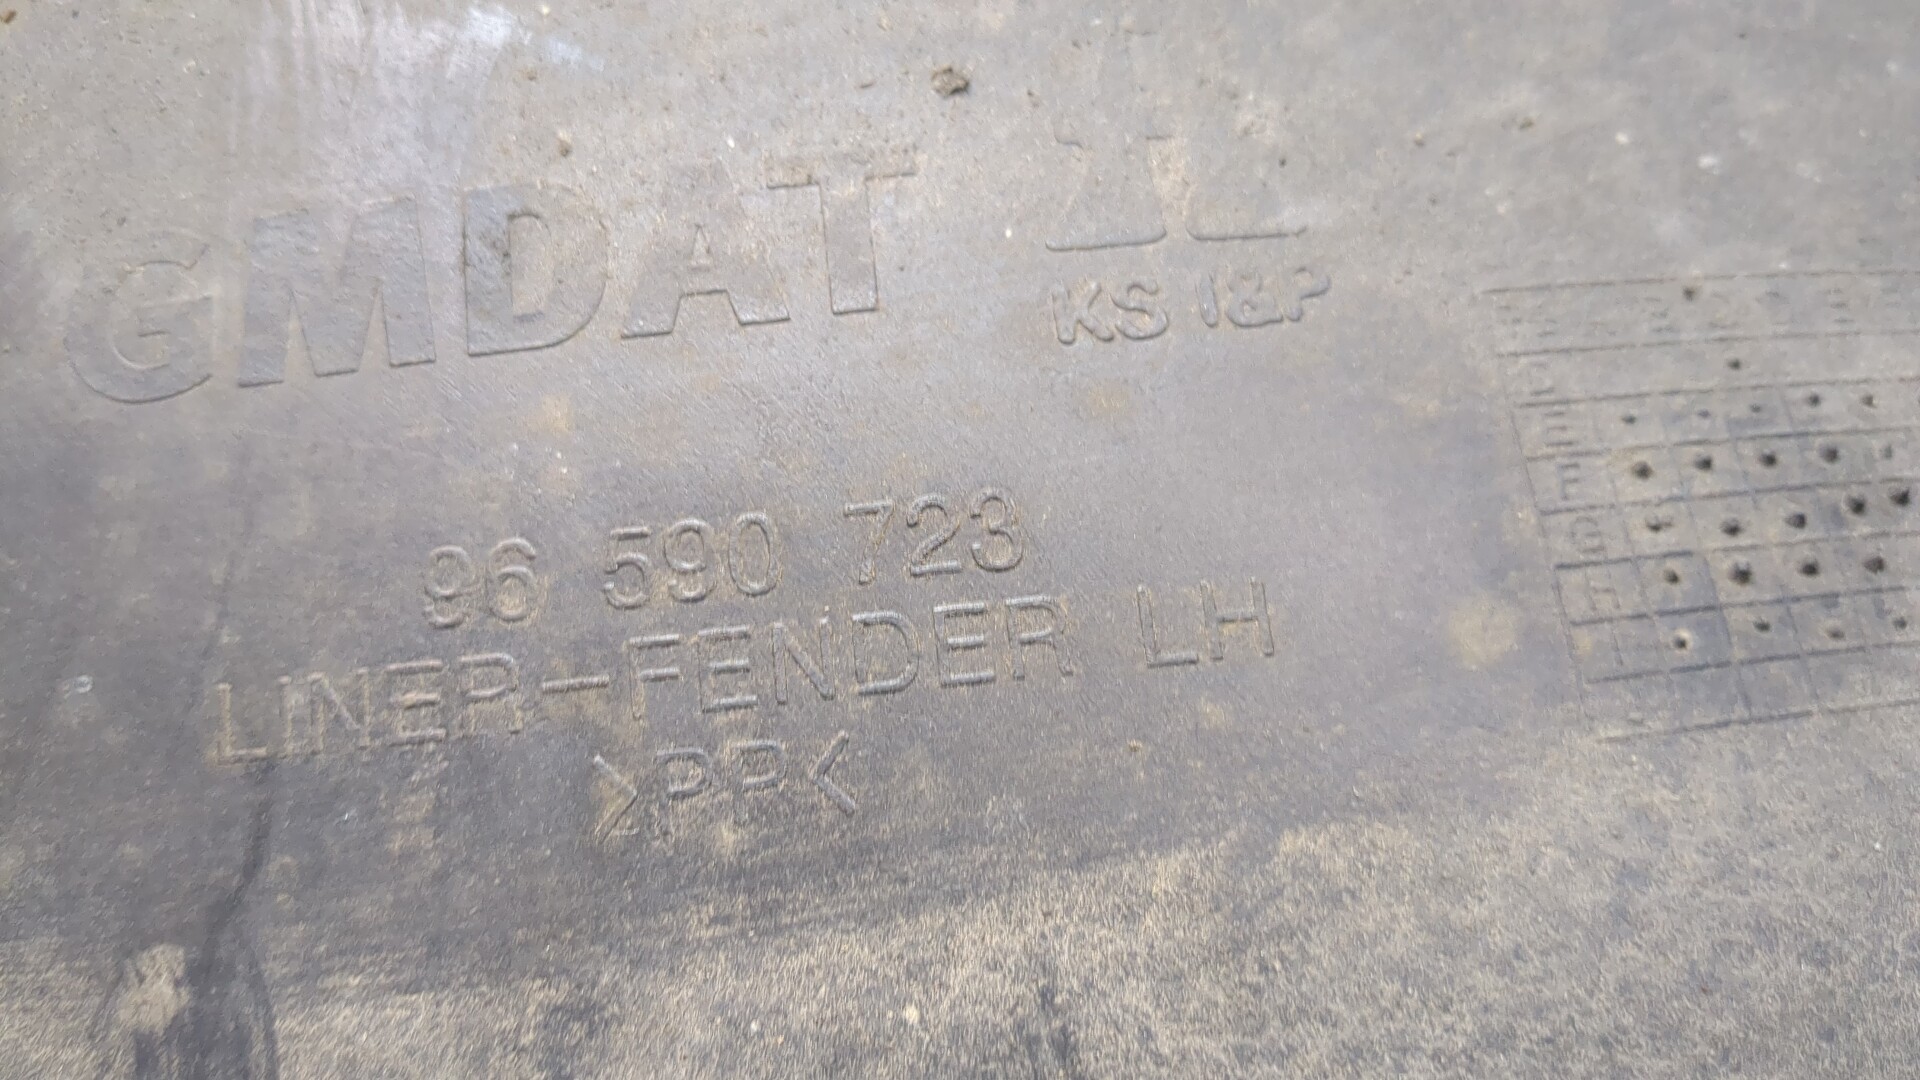 GMDAT
KS I&P
96 590 723
LINER-FENDER LH
>PP<